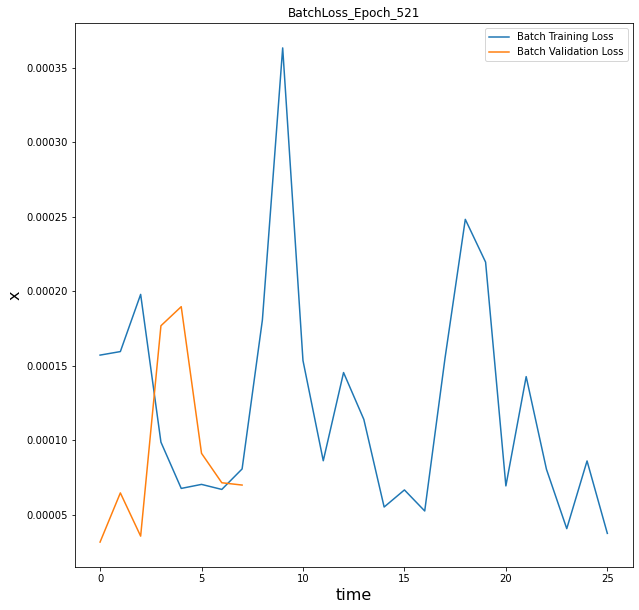 BatchLoss_Epoch_521
Batch Training Loss
Batch Validation Loss
0.00035
0.00030
0.00025
0.00020
0.00015
0.00010
0.00005
x
0
5
10
15
20
25
time